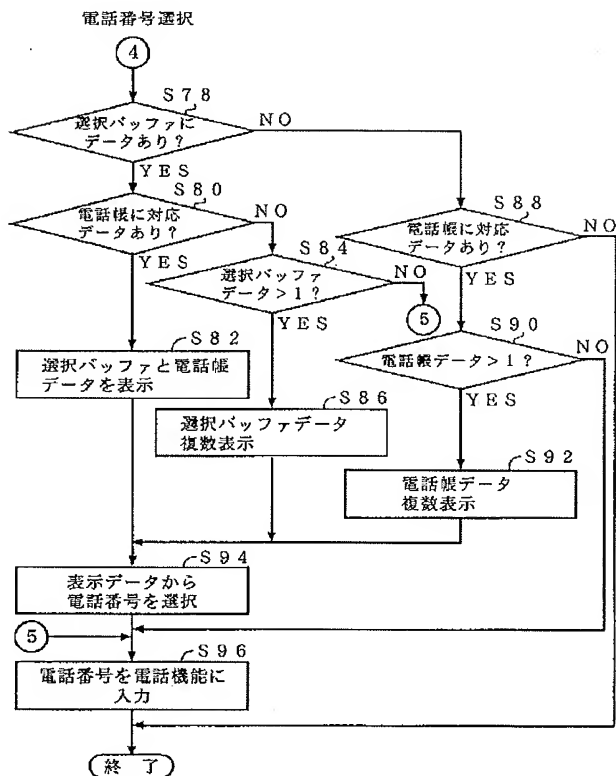 電話番号選択
4
S78
選択バッファに
データあり?
NO
YES
S80
電話帳に対応
データあり?
NO
YES
S84
選択バッファ
データ>1?
NO
YES
5
S88
電話帳に対応
データあり?
NO
YES
S90
電話帳データ>1?
NO
YES
S82
選択バッファと電話帳
データを表示
S86
選択バッファデータ
複数表示
S92
電話帳データ
複数表示
S94
表示データから
電話番号を選択
5
S96
電話番号を電話機能に
入力
終了